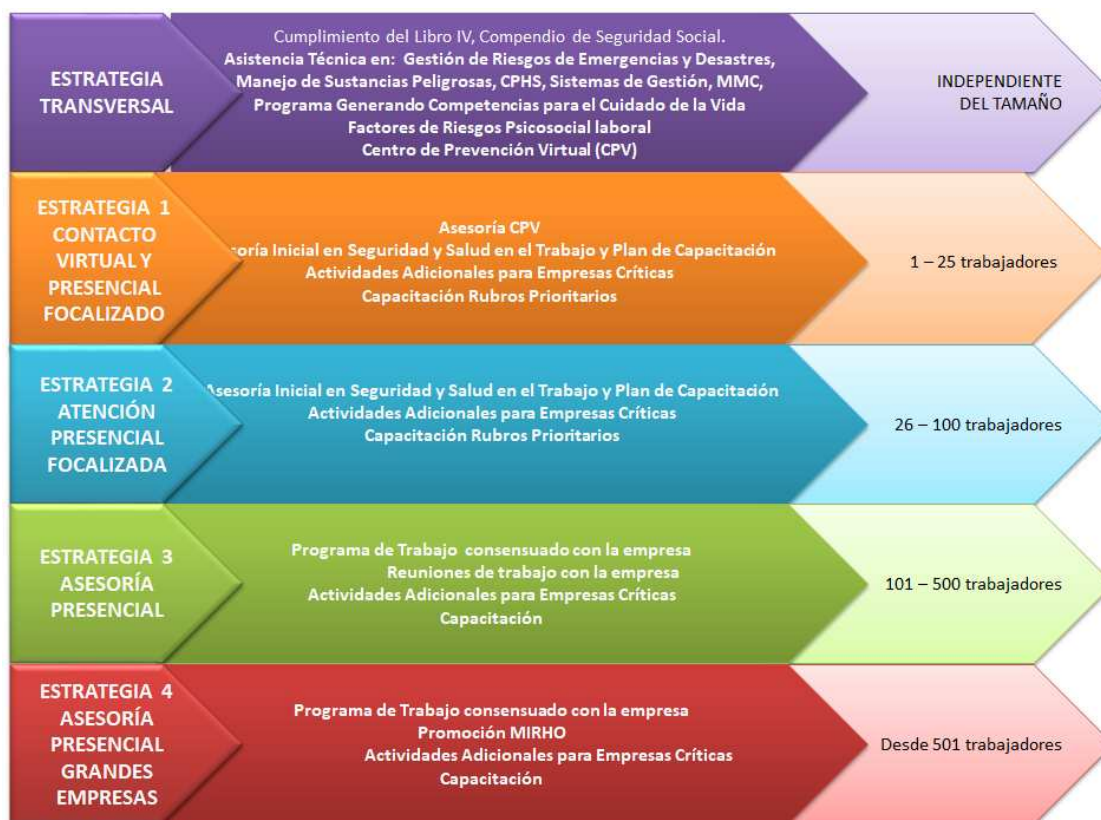 ESTRATEGIA
TRANSVERSAL
Cumplimiento del Libro IV, Compendio de Seguridad Social.
Asistencia Técnica en: Gestión de Riesgos de Emergencias y Desastres,
Manejo de Sustancias Peligrosas, CPHS, Sistemas de Gestión, MMC,
Programa Generando Competencias para el Cuidado de la Vida
Factores de Riesgos Psicosocial laboral
Centro de Prevención Virtual (CPV)
INDEPENDIENTE
DEL TAMAÑO
ESTRATEGIA 1
CONTACTO
VIRTUAL Y
PRESENCIAL
FOCALIZADO
Asesoría CPV
soría Inicial en Seguridad y Salud en el Trabajo y Plan de Capacitación
Actividades Adicionales para Empresas Críticas
Capacitación Rubros Prioritarios
1 – 25 trabajadores
ESTRATEGIA 2
ATENCIÓN
PRESENCIAL
FOCALIZADA
Asesoría Inicial en Seguridad y Salud en el Trabajo y Plan de Capacitación
Actividades Adicionales para Empresas Críticas
Capacitación Rubros Prioritarios
26 – 100 trabajadores
ESTRATEGIA 3
ASESORÍA
PRESENCIAL
Programa de Trabajo consensuado con la empresa
Reuniones de trabajo con la empresa
Actividades Adicionales para Empresas Críticas
Capacitación
101 – 500 trabajadores
ESTRATEGIA 4
ASESORÍA
PRESENCIAL
GRANDES
EMPRESAS
Programa de Trabajo consensuado con la empresa
Promoción MIRHO
Actividades Adicionales para Empresas Críticas
Capacitación
Desde 501 trabajadores